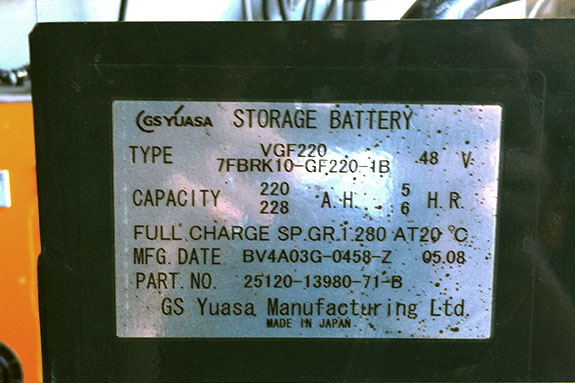 GS YUASA STORAGE BATTERY
TYPE VGF220 48 V
7FBRK10-GF220-1B
CAPACITY 220 A.H. 5 H.R.
228 6
FULL CHARGE SP.GR.1.280 AT20 °C
MFG. DATE BV4A03G-0458-Z 05.08
PART. NO. 25120-13980-71-B
GS Yuasa Manufacturing Ltd.
MADE IN JAPAN